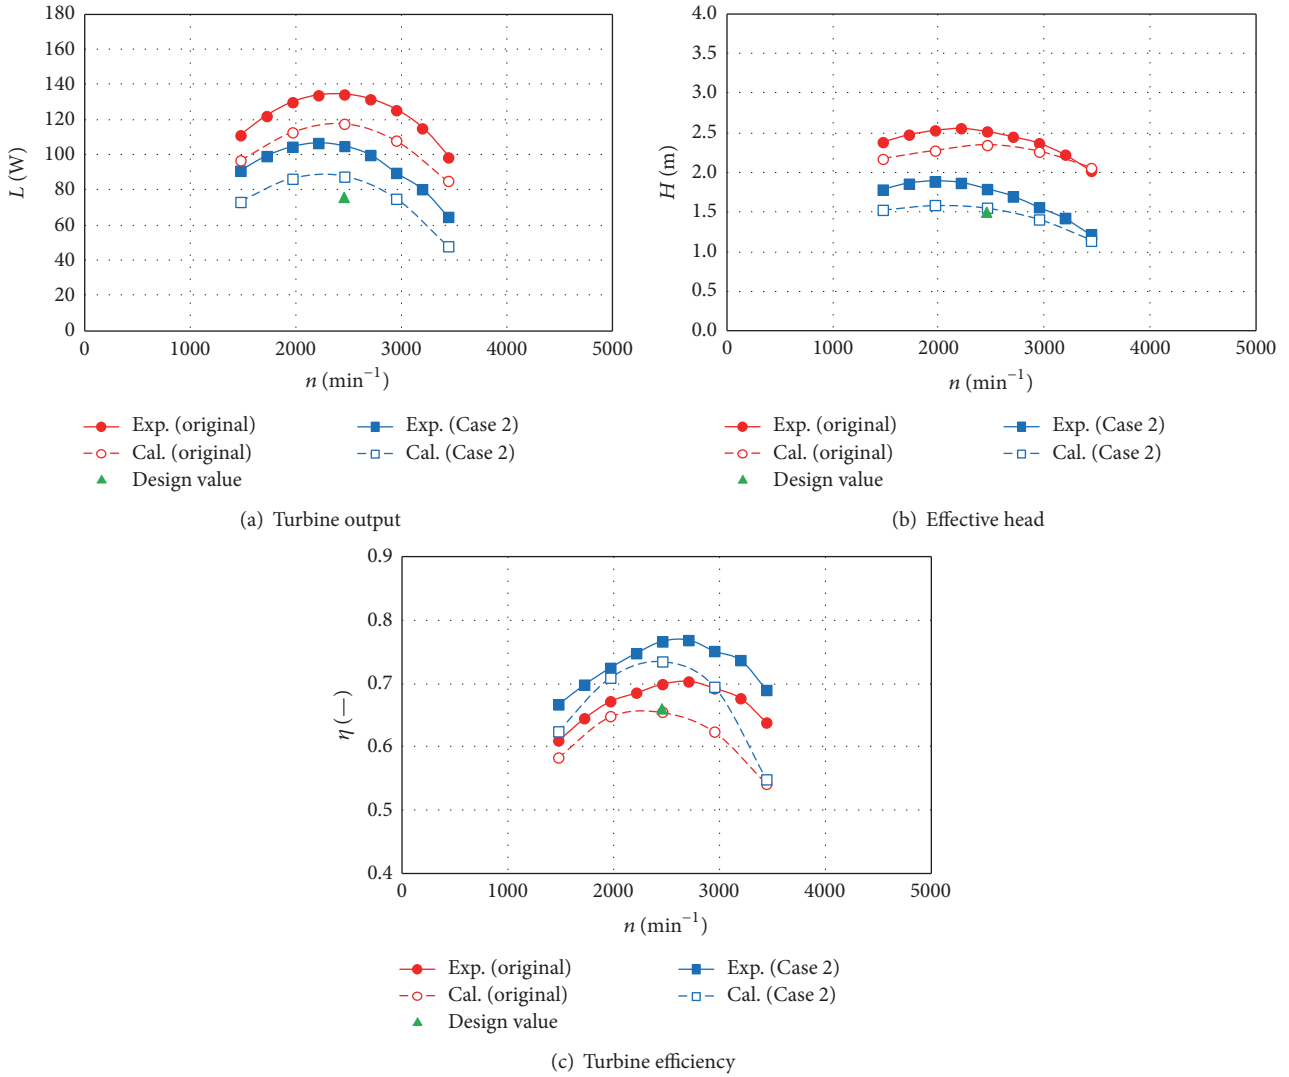 180
160
140
120
100
80
60
40
20
0
L (W)
0 1000 2000 3000 4000 5000
n (min⁻¹)
Exp. (original)
Cal. (original)
Design value
Exp. (Case 2)
Cal. (Case 2)
(a) Turbine output
4.0
3.5
3.0
2.5
2.0
1.5
1.0
0.5
0.0
H (m)
0 1000 2000 3000 4000 5000
n (min⁻¹)
Exp. (original)
Cal. (original)
Design value
Exp. (Case 2)
Cal. (Case 2)
(b) Effective head
0.9
0.8
0.7
0.6
0.5
0.4
η (—)
0 1000 2000 3000 4000 5000
n (min⁻¹)
Exp. (original)
Cal. (original)
Design value
Exp. (Case 2)
Cal. (Case 2)
(c) Turbine efficiency